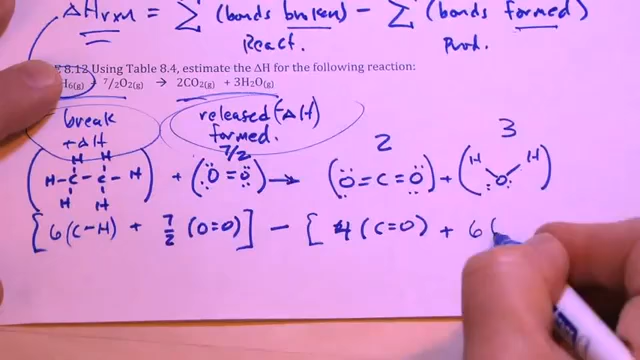 ΔHrxn = Σ (bonds broken) − Σ (bonds formed)
React. Prod.
8.12 Using Table 8.4, estimate the ΔH for the following reaction:
H6(g) + 7/2O2(g) → 2CO2(g) + 3H2O(g)
break
+ΔH
released (-ΔH)
formed.
7/2 2 3
H H
(H-C-C-H) + (O=O) → (O=C=O) + (H O H)
H H
[6(C-H) + 7/2 (O=O)] − [4(C=O) + 6(